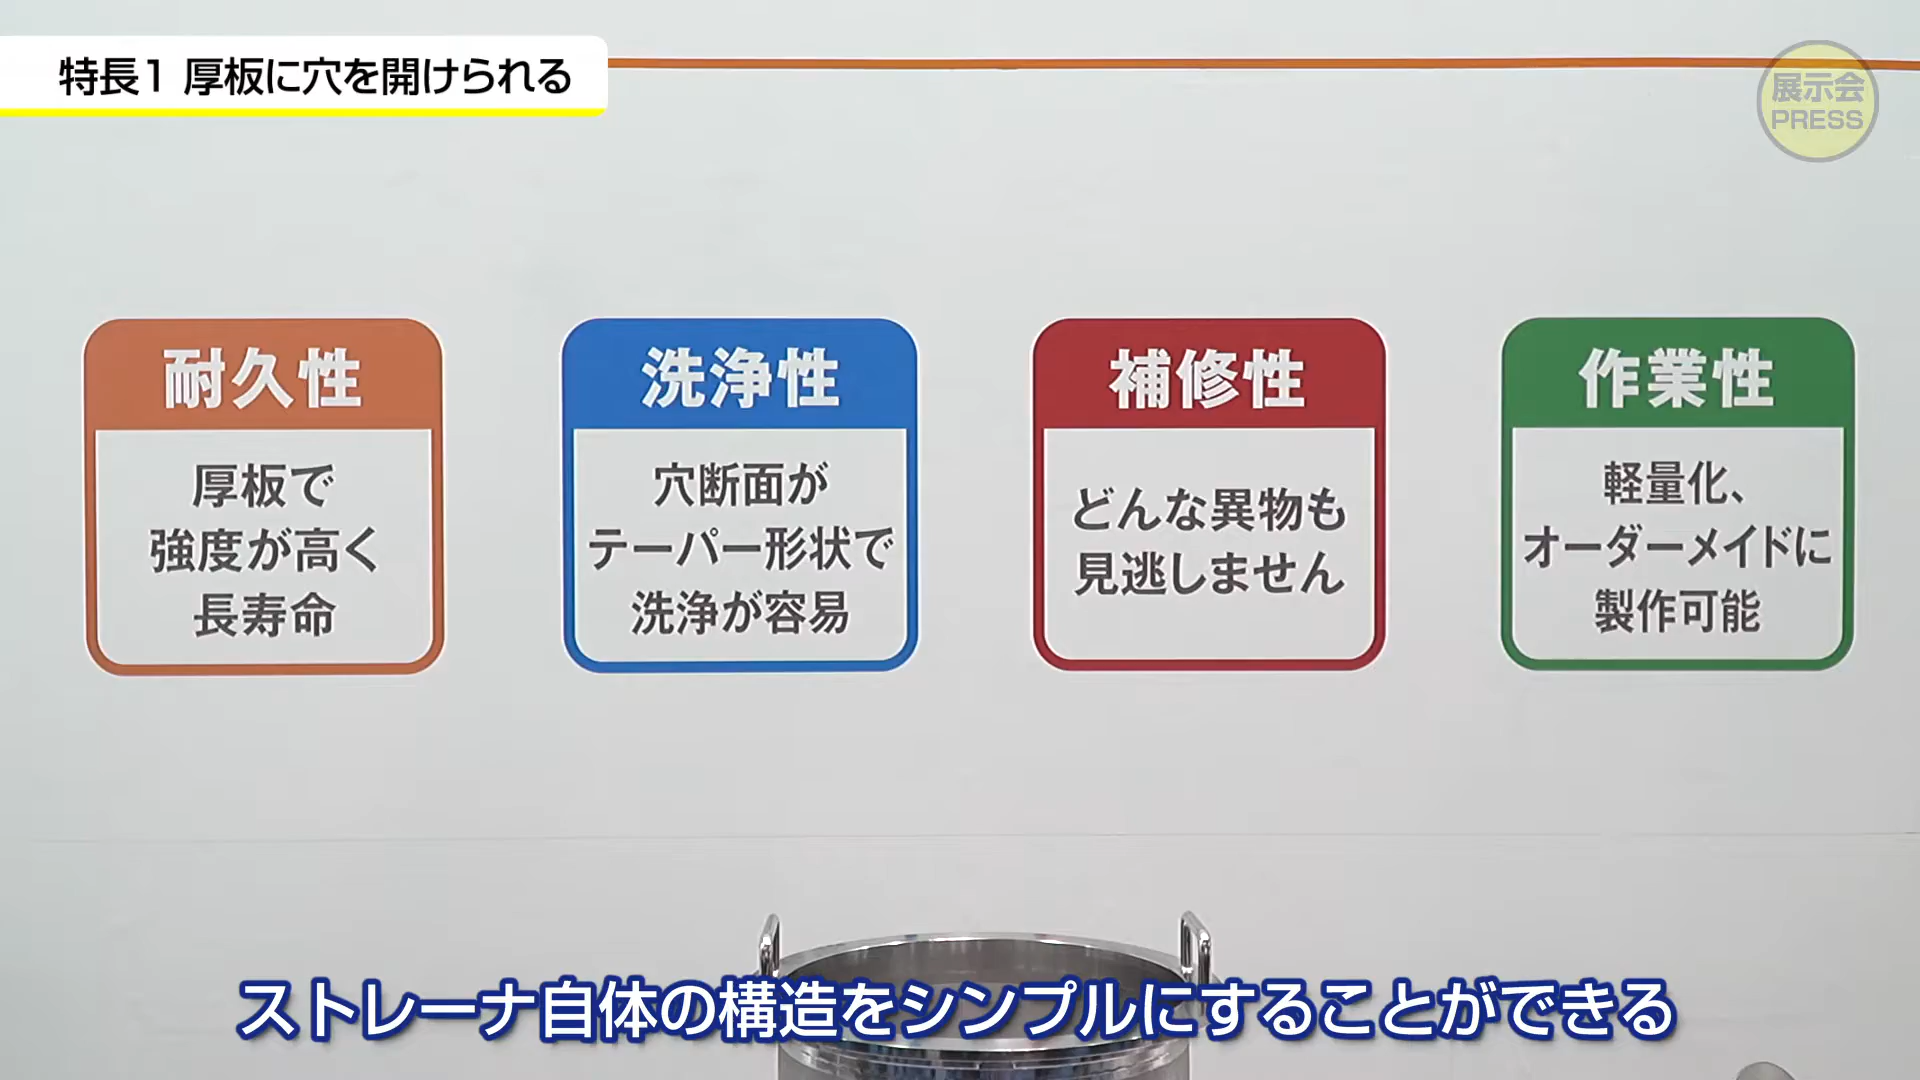 特長1 厚板に穴を開けられる
展示会
PRESS
耐久性
厚板で
強度が高く
長寿命
洗浄性
穴断面が
テーパー形状で
洗浄が容易
補修性
どんな異物も
見逃しません
作業性
軽量化、
オーダーメイドに
製作可能
ストレーナ自体の構造をシンプルにすることができる